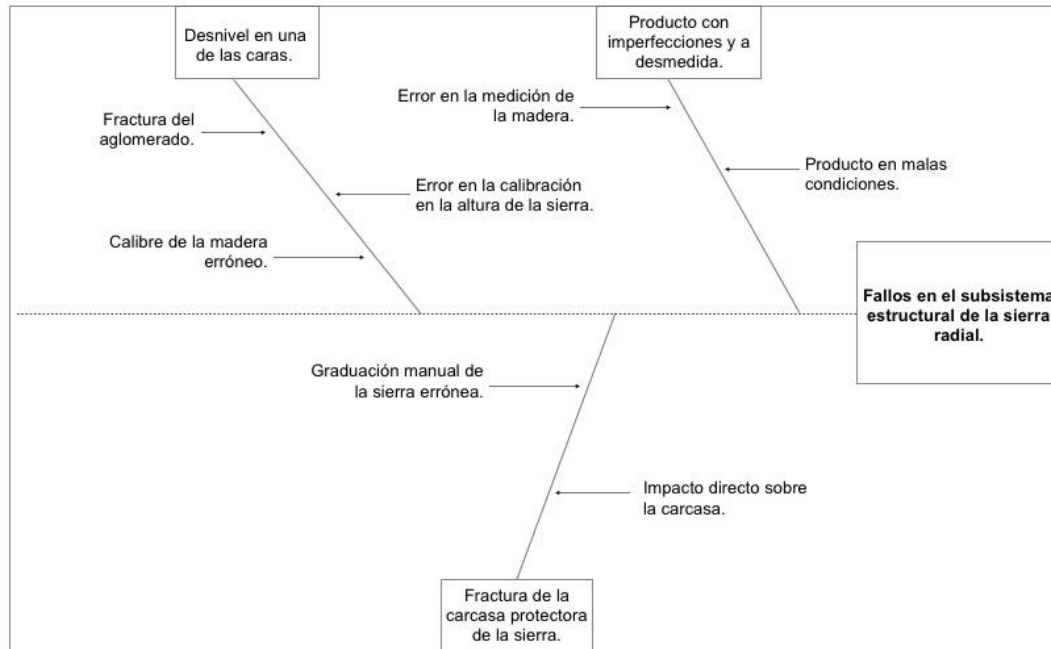 Desnivel en una
de las caras.
Producto con
imperfecciones y a
desmedida.
Error en la medición de
la madera.
Fractura del
aglomerado.
Producto en malas
condiciones.
Error en la calibración
en la altura de la sierra.
Calibre de la madera
erróneo.
Fallos en el subsistema
estructural de la sierra
radial.
Graduación manual de
la sierra errónea.
Impacto directo sobre
la carcasa.
Fractura de la
carcasa protectora
de la sierra.